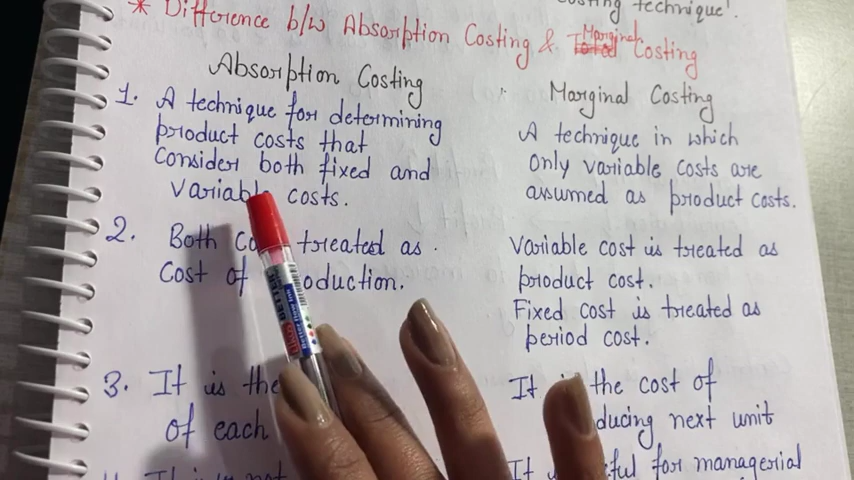 costing technique'.
* Difference b/w Absorption Costing & Marginal Costing
Absorption Costing
1. A technique for determining
product costs that
Consider both fixed and
variable costs.
2. Both treated as
Cost of
3. It is the
of each
Marginal Costing
A technique in which
only variable costs are
assumed as product costs.
Variable cost is treated as
product cost.
Fixed cost is treated as
period cost.
It the cost of
next unit
It for managerial